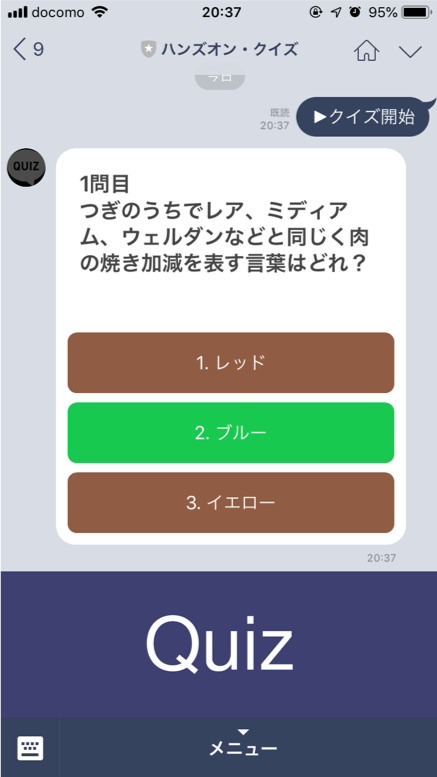 docomo 20:37 95%
9 ハンズオン・クイズ
今日
既読
20:37
▶クイズ開始
QUIZ
1問目
つぎのうちでレア、ミディア
ム、ウェルダンなどと同じく肉
の焼き加減を表す言葉はどれ？
1. レッド
2. ブルー
3. イエロー
20:37
Quiz
メニュー